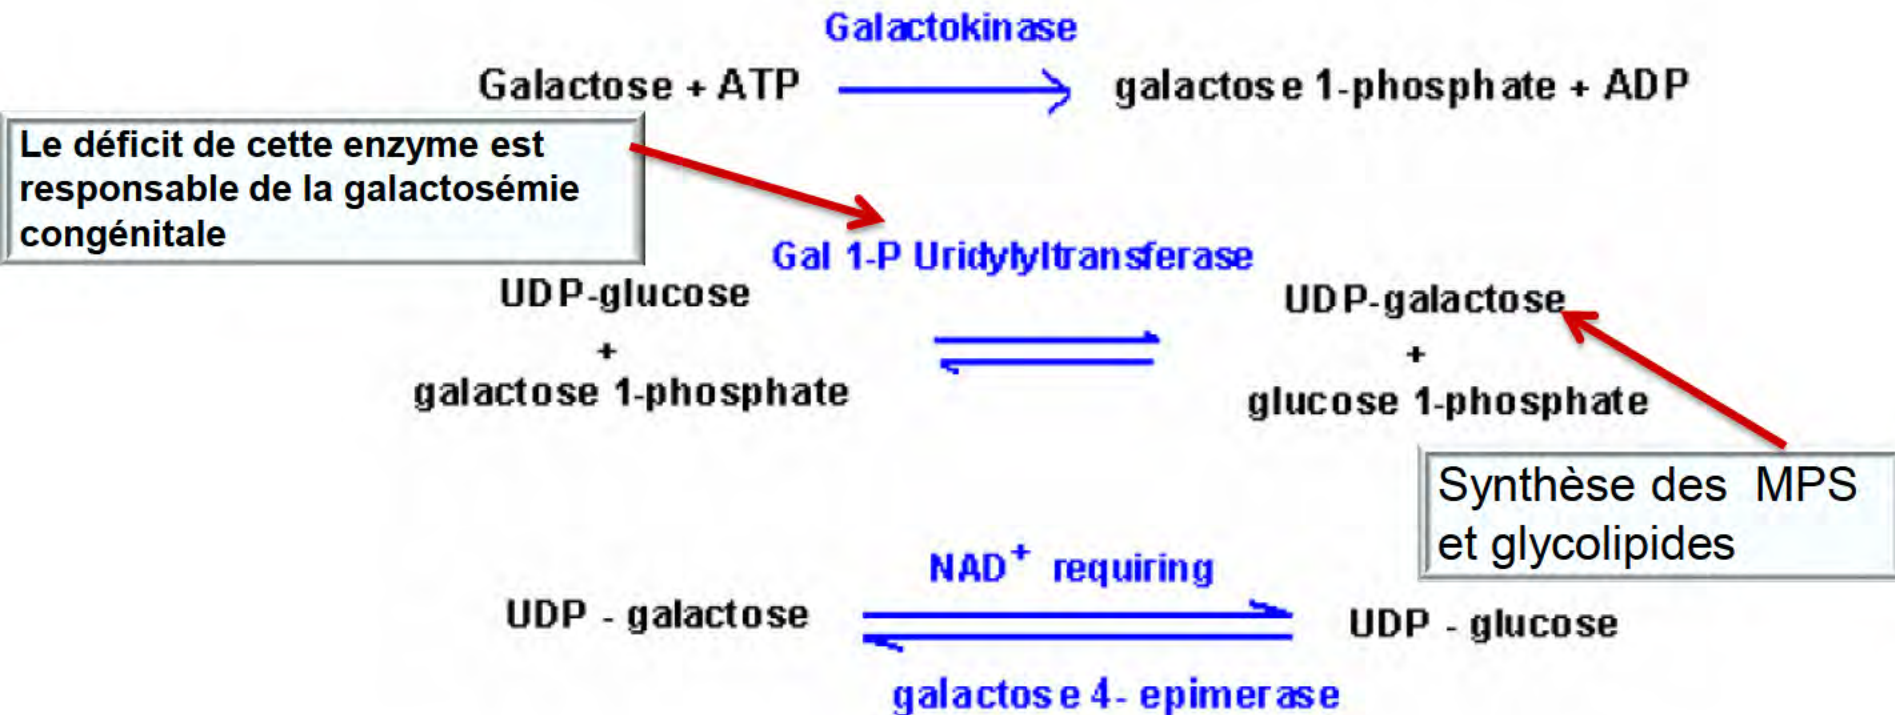 Galactokinase
Galactose + ATP
galactose 1-phosphate + ADP
Le déficit de cette enzyme est
responsable de la galactosémie
congénitale
Gal 1-P Uridylyltransferase
UDP-glucose
+
galactose 1-phosphate
UDP-galactose
+
glucose 1-phosphate
Synthèse des MPS
et glycolipides
NAD+ requiring
UDP - galactose
UDP - glucose
galactose 4- epimerase